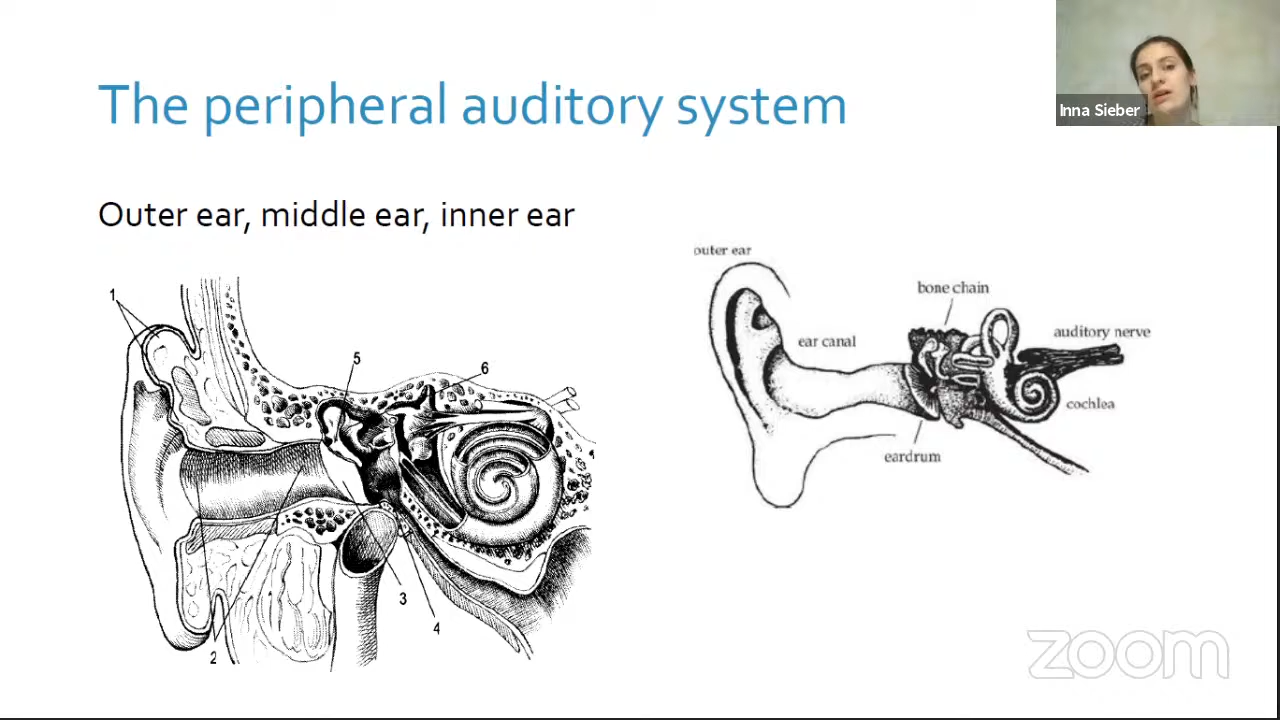 Inna Sieber
The peripheral auditory system
Outer ear, middle ear, inner ear
1
5
6
3
4
2
outer ear
bone chain
ear canal
auditory nerve
cochlea
eardrum
zoom